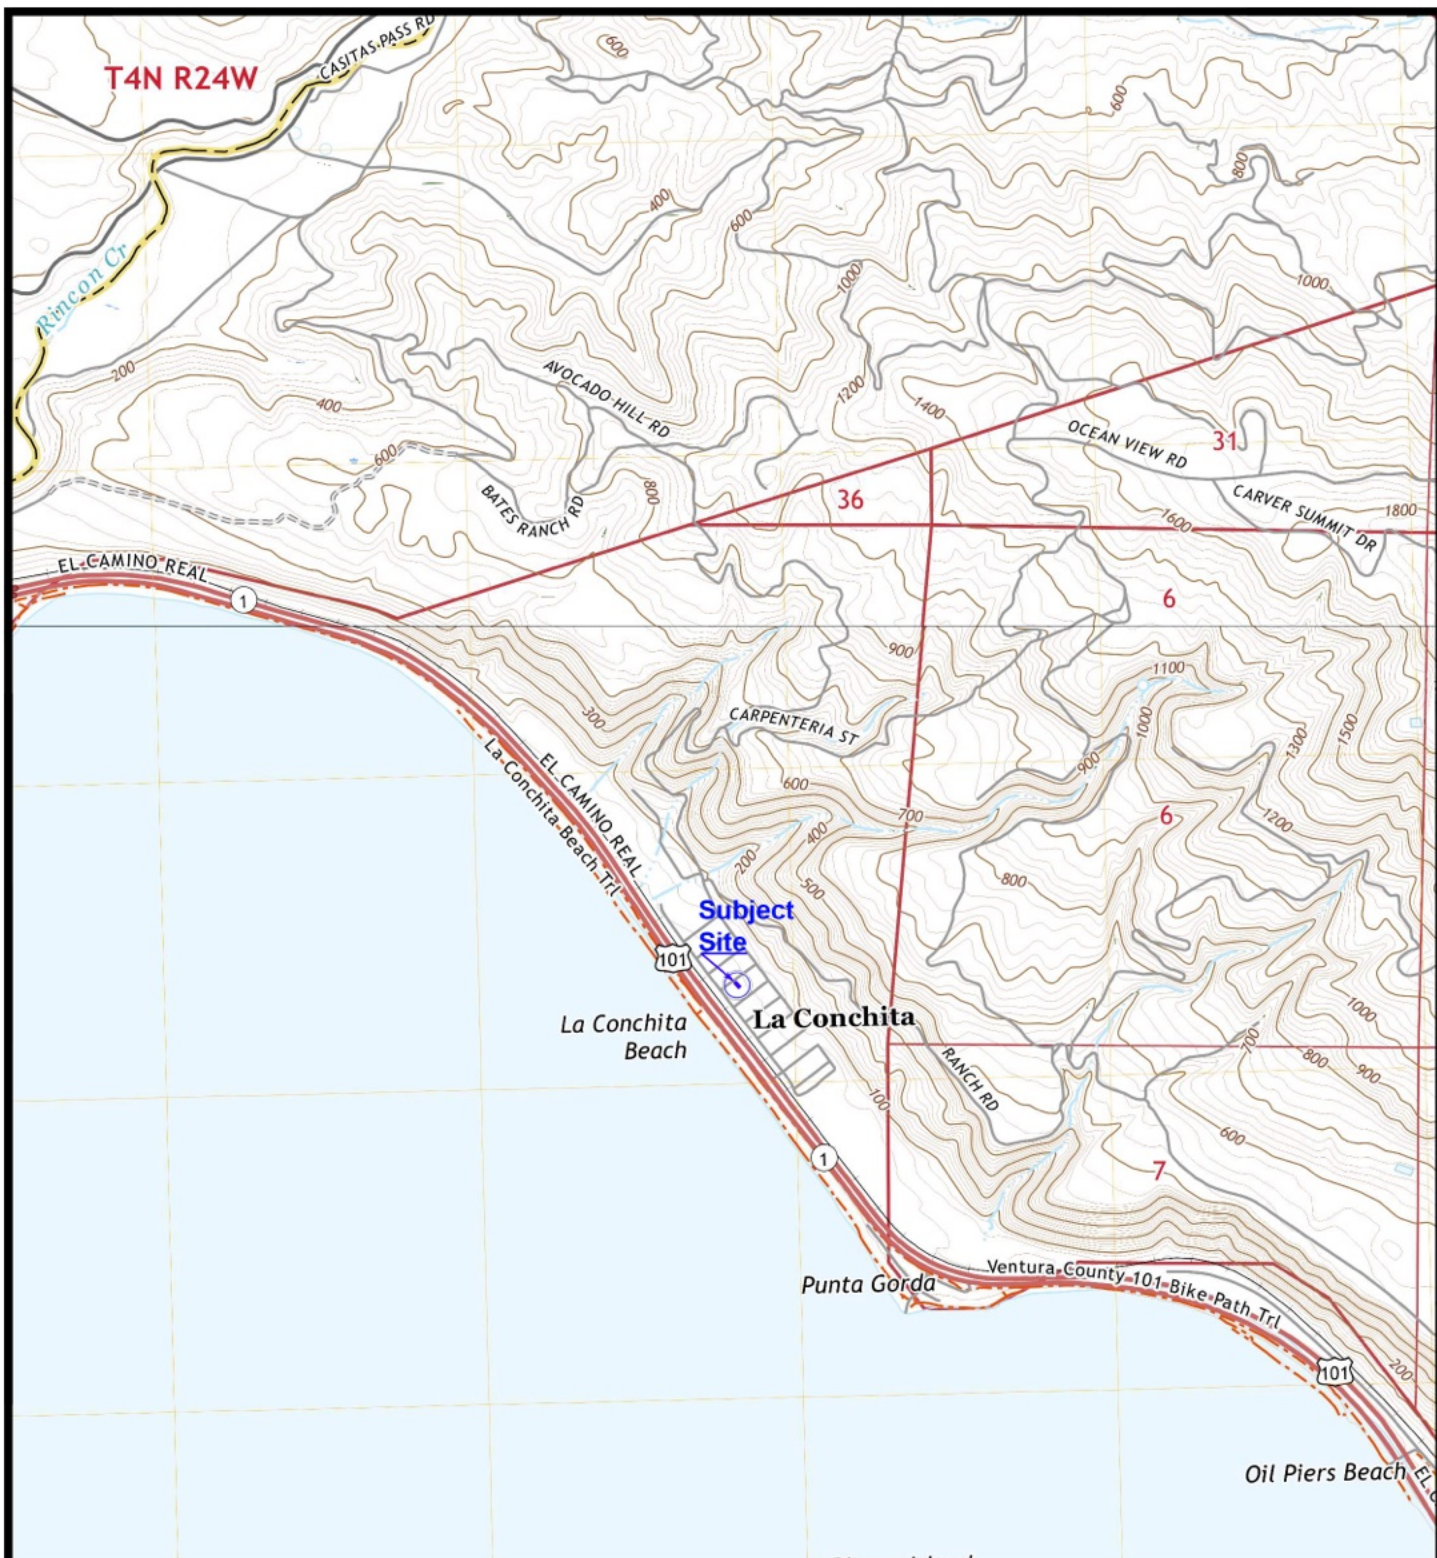 CASITAS PASS RD
T4N R24W
600
600
800
400
600
Rincon Cr
1000
1000
200
AVOCADO HILL RD
400
1200
1400
OCEAN VIEW RD
31
600
BATES RANCH RD
800
36
CARVER SUMMIT DR
1800
1600
EL CAMINO REAL
1
6
900
1100
300
CARPENTERIA ST
1000
1300
1500
La Conchita Beach Trl
EL CAMINO REAL
900
600
700
6
1200
400
200
500
800
Subject
Site
101
La Conchita
Beach
La Conchita
1000
700
800
900
RANCH RD
100
600
1
7
Punta Gorda
Ventura County 101 Bike Path Trl
101
200
Oil Piers Beach